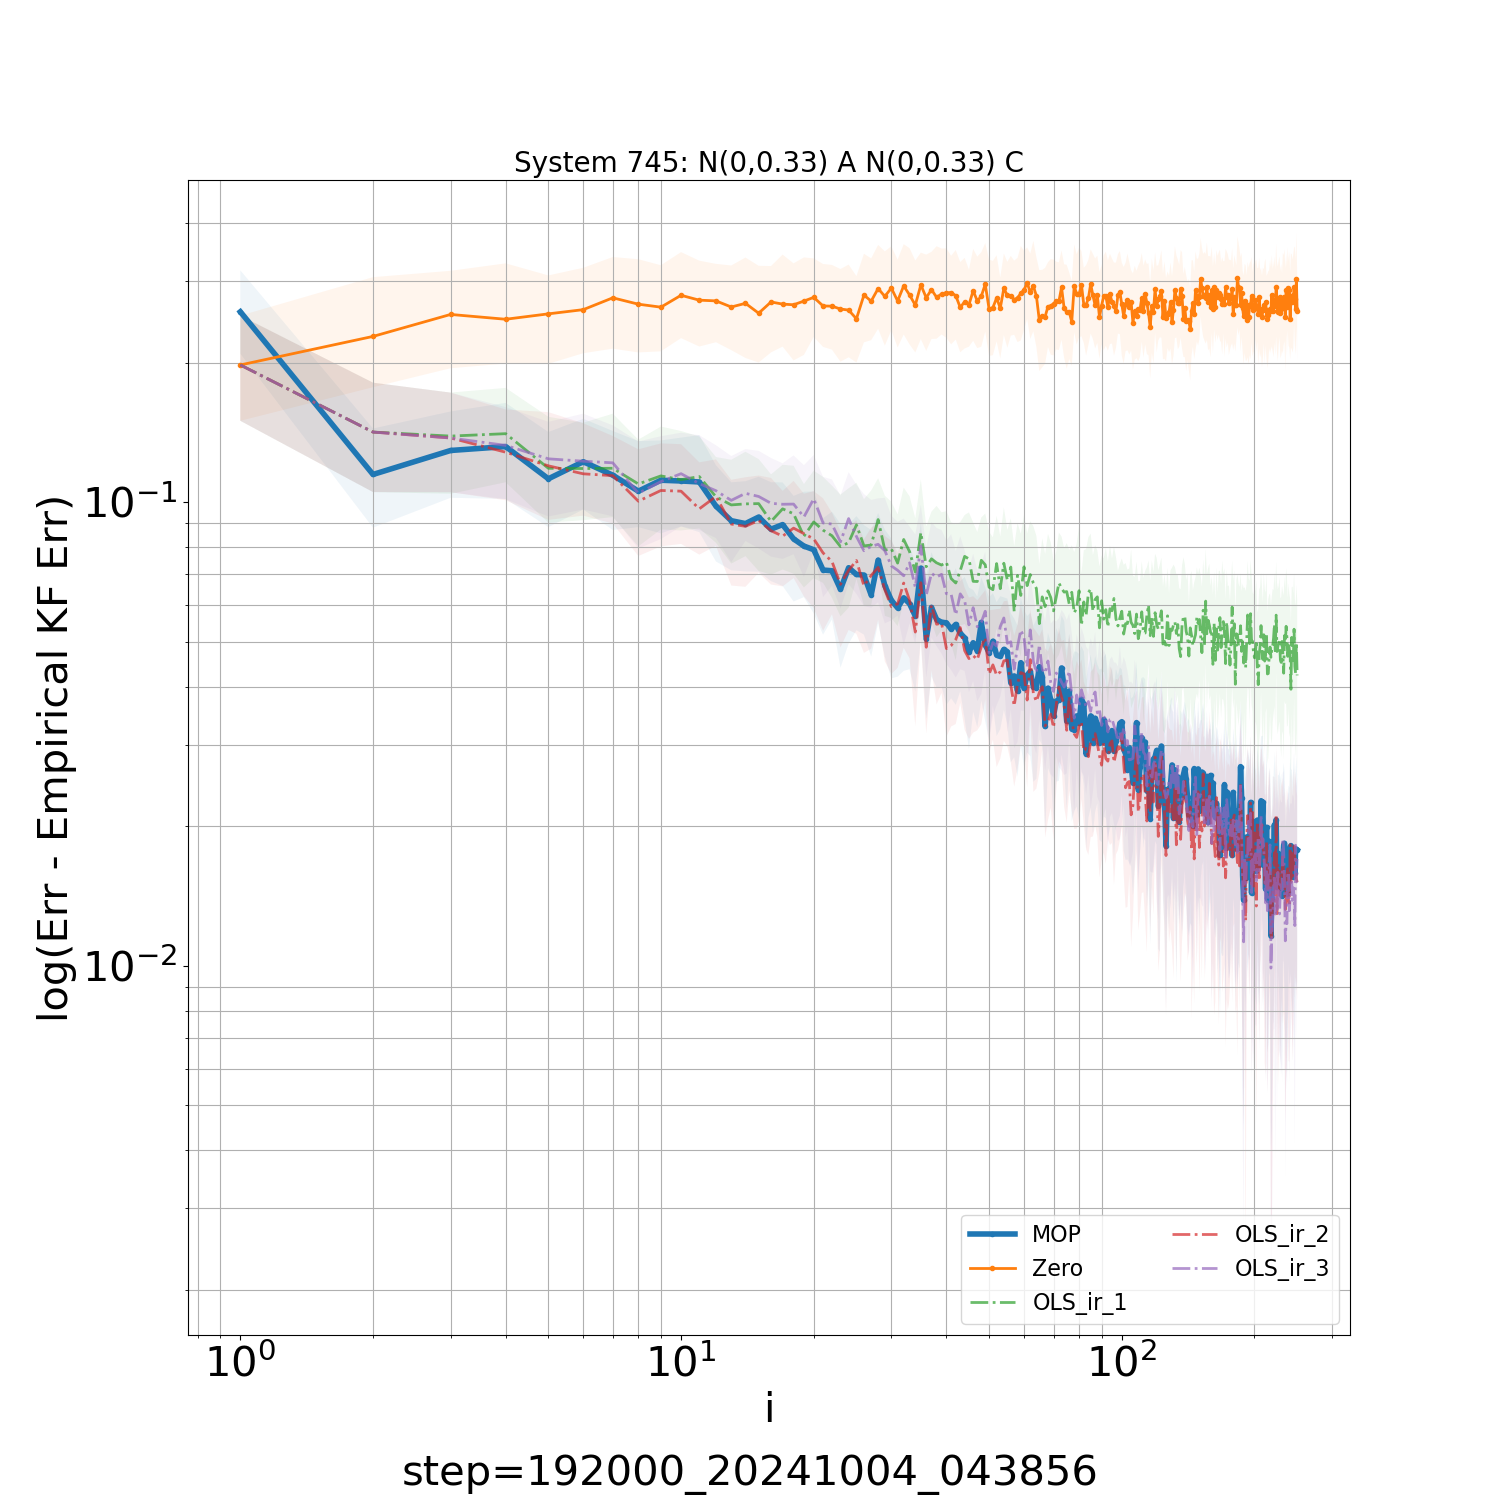 System 745: N(0,0.33) A N(0,0.33) C
log(Err - Empirical KF Err)
10⁻¹
10⁻²
MOP
Zero
OLS_ir_1
OLS_ir_2
OLS_ir_3
10⁰
10¹
10²
i
step=192000_20241004_043856